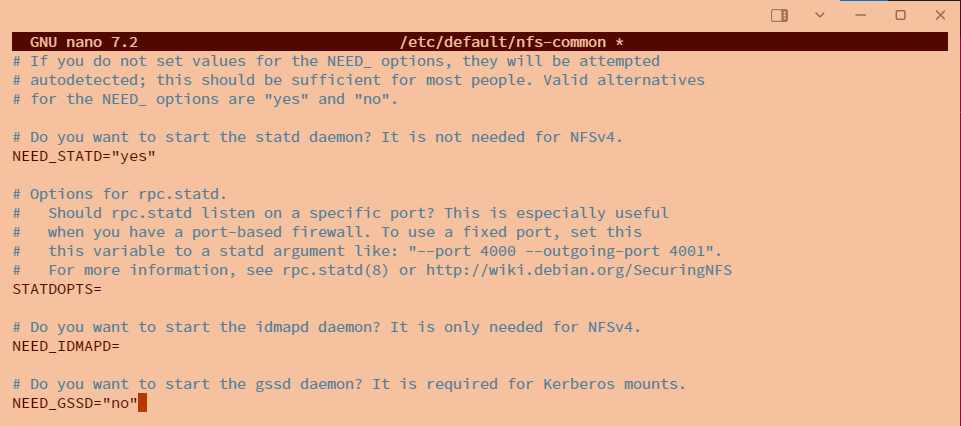 GNU nano 7.2 /etc/default/nfs-common *
# If you do not set values for the NEED_ options, they will be attempted
# autodetected; this should be sufficient for most people. Valid alternatives
# for the NEED_ options are "yes" and "no".
# Do you want to start the statd daemon? It is not needed for NFSv4.
NEED_STATD="yes"
# Options for rpc.statd.
#   Should rpc.statd listen on a specific port? This is especially useful
#   when you have a port-based firewall. To use a fixed port, set this
#   this variable to a statd argument like: "--port 4000 --outgoing-port 4001".
#   For more information, see rpc.statd(8) or http://wiki.debian.org/SecuringNFS
STATDOPTS=
# Do you want to start the idmapd daemon? It is only needed for NFSv4.
NEED_IDMAPD=
# Do you want to start the gssd daemon? It is required for Kerberos mounts.
NEED_GSSD="no"